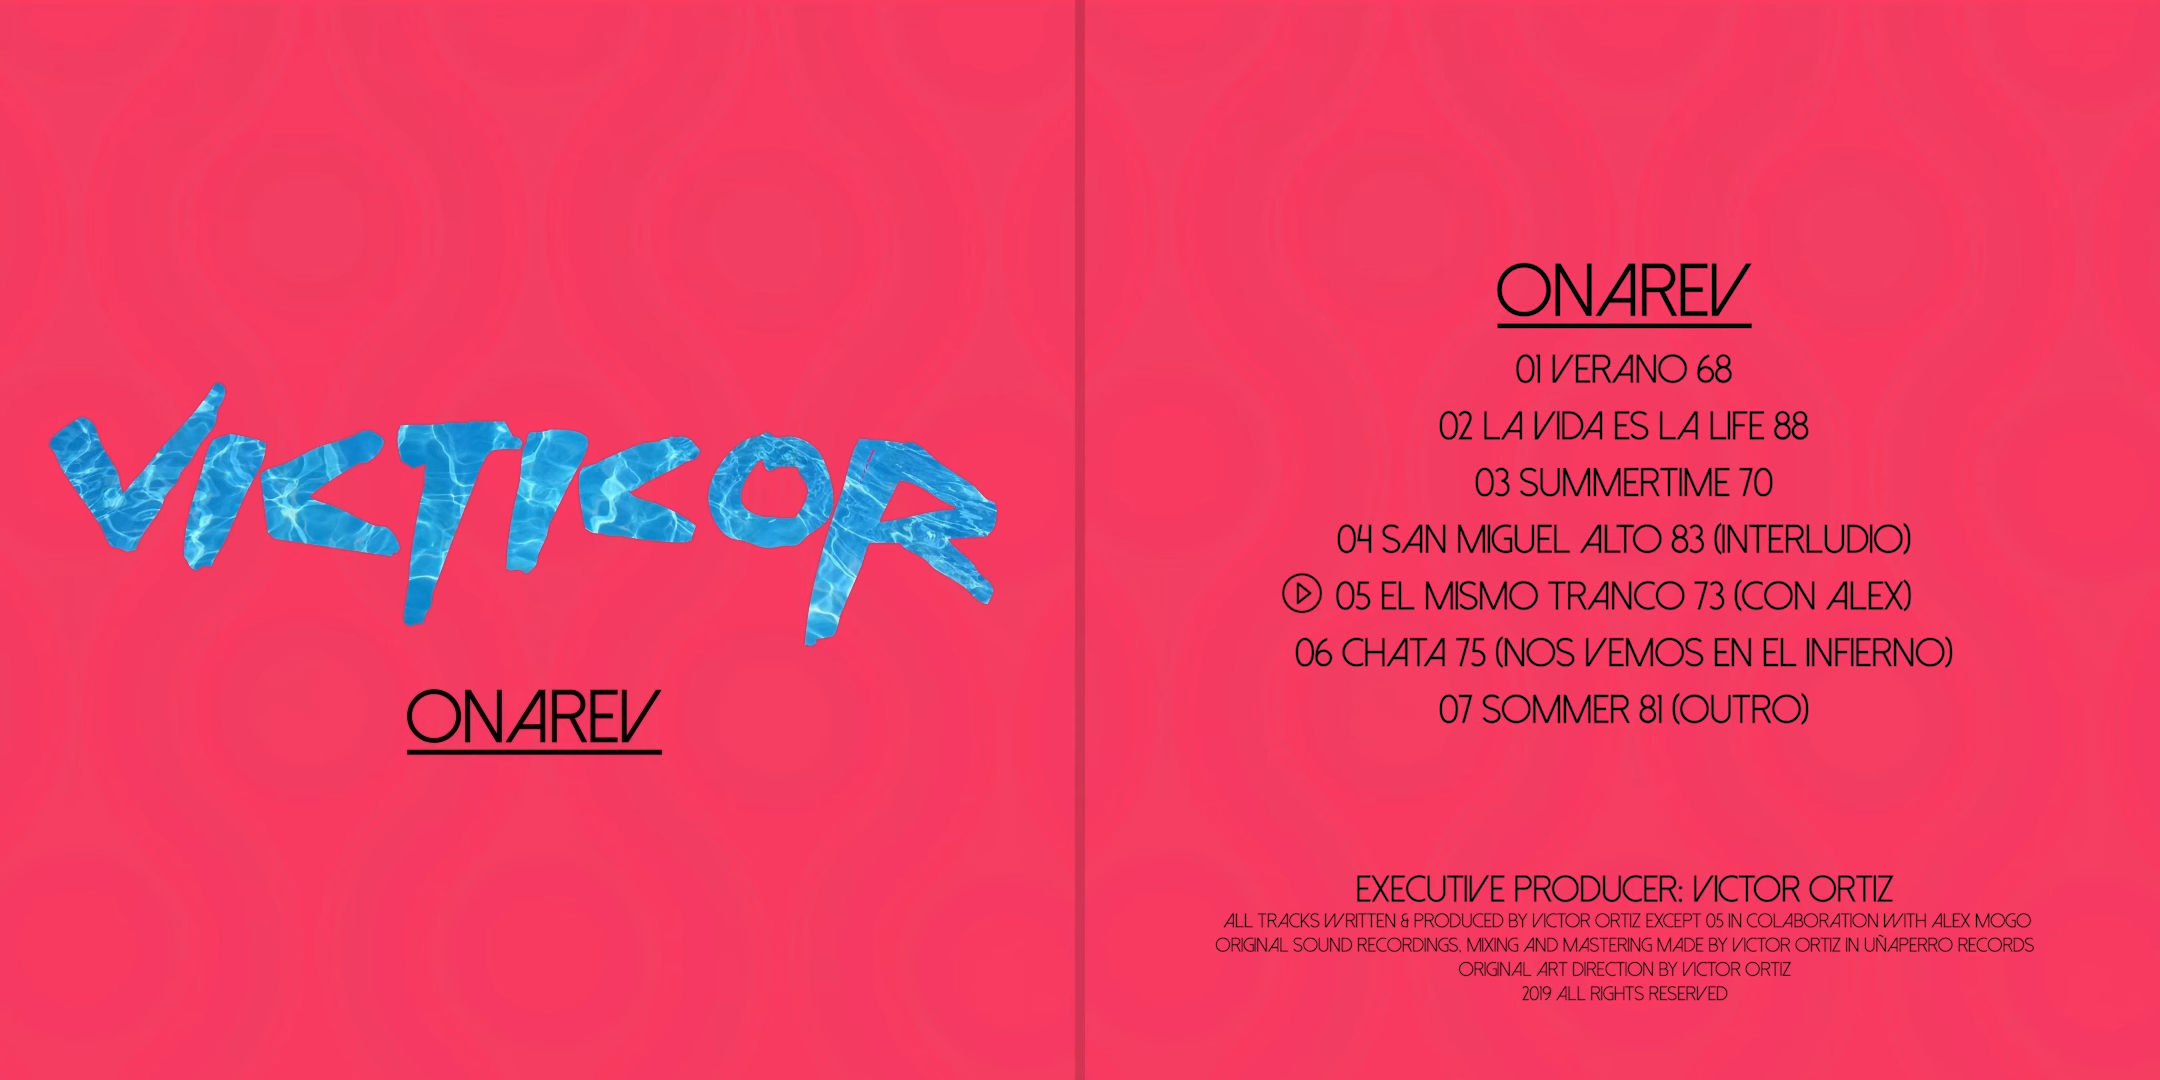 VICTICOR
ONAREV
ONAREV
01 VERANO 68
02 LA VIDA ES LA LIFE 88
03 SUMMERTIME 70
04 SAN MIGUEL ALTO 83 (INTERLUDIO)
05 EL MISMO TRANCO 73 (CON ALEX)
06 CHATA 75 (NOS VEMOS EN EL INFIERNO)
07 SOMMER 81 (OUTRO)
EXECUTIVE PRODUCER: VICTOR ORTIZ
ALL TRACKS WRITTEN & PRODUCED BY VICTOR ORTIZ EXCEPT 05 IN COLABORATION WITH ALEX MOGO
ORIGINAL SOUND RECORDINGS, MIXING AND MASTERING MADE BY VICTOR ORTIZ IN UÑAPERRO RECORDS
ORIGINAL ART DIRECTION BY VICTOR ORTIZ
2019 ALL RIGHTS RESERVED